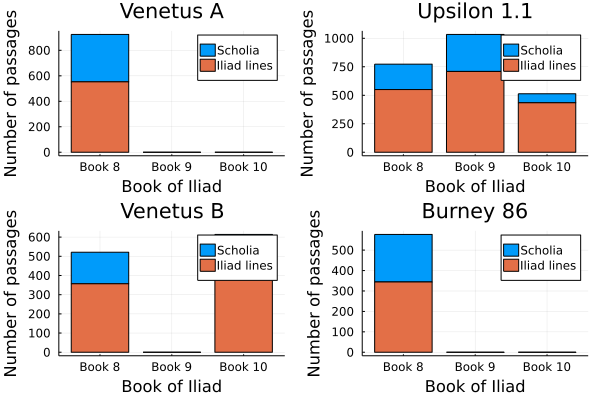 Venetus A
Number of passages
800
600
400
200
0
Scholia
Iliad lines
Book 8 Book 9 Book 10
Book of Iliad
Upsilon 1.1
Number of passages
1000
750
500
250
0
Scholia
Iliad lines
Book 8 Book 9 Book 10
Book of Iliad
Venetus B
Number of passages
600
500
400
300
200
100
0
Scholia
Iliad lines
Book 8 Book 9 Book 10
Book of Iliad
Burney 86
Number of passages
500
400
300
200
100
0
Scholia
Iliad lines
Book 8 Book 9 Book 10
Book of Iliad